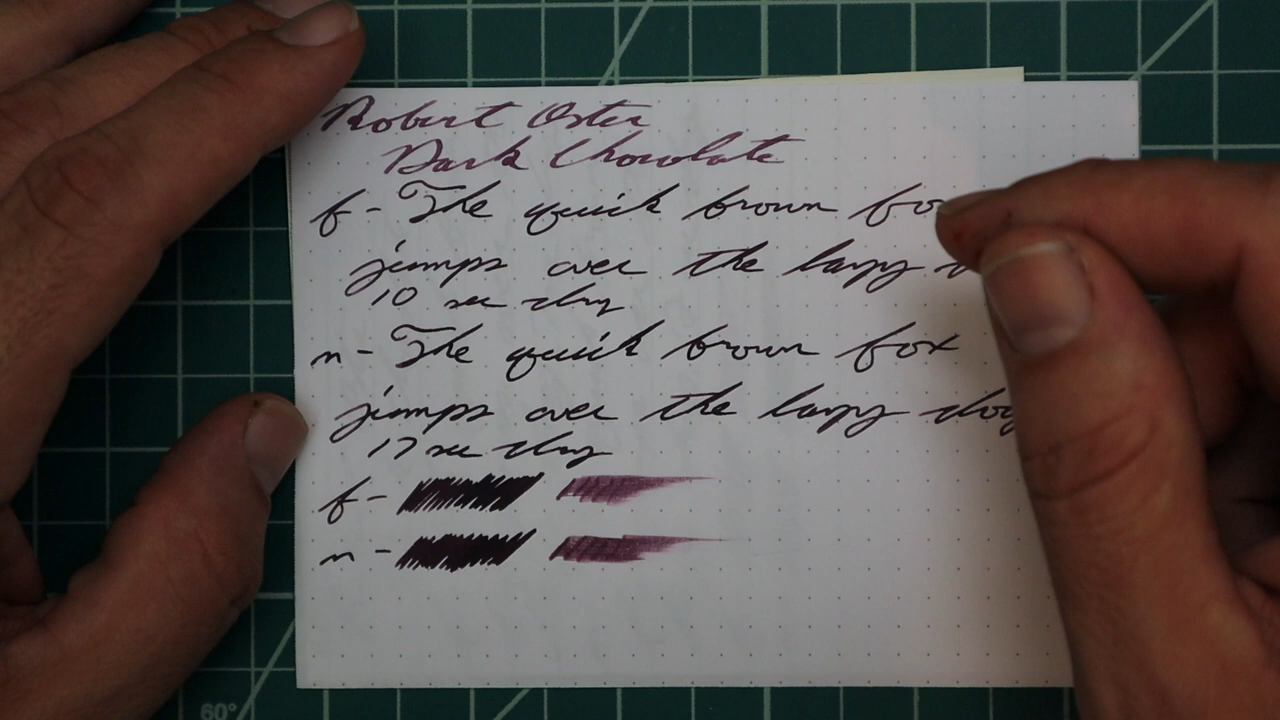 Robert Oster
Dark Chocolate
f - The quick brown fox
jumps over the lazy
10 sec dry
m - The quick brown fox
jumps over the lazy dog
17 sec dry
f -
m -
60°